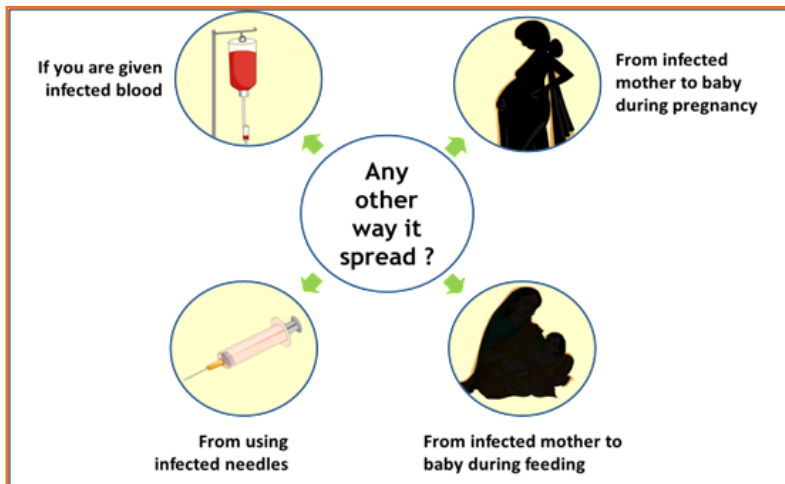 If you are given
infected blood
From infected
mother to baby
during pregnancy
Any
other
way it
spread ?
From using
infected needles
From infected mother to
baby during feeding